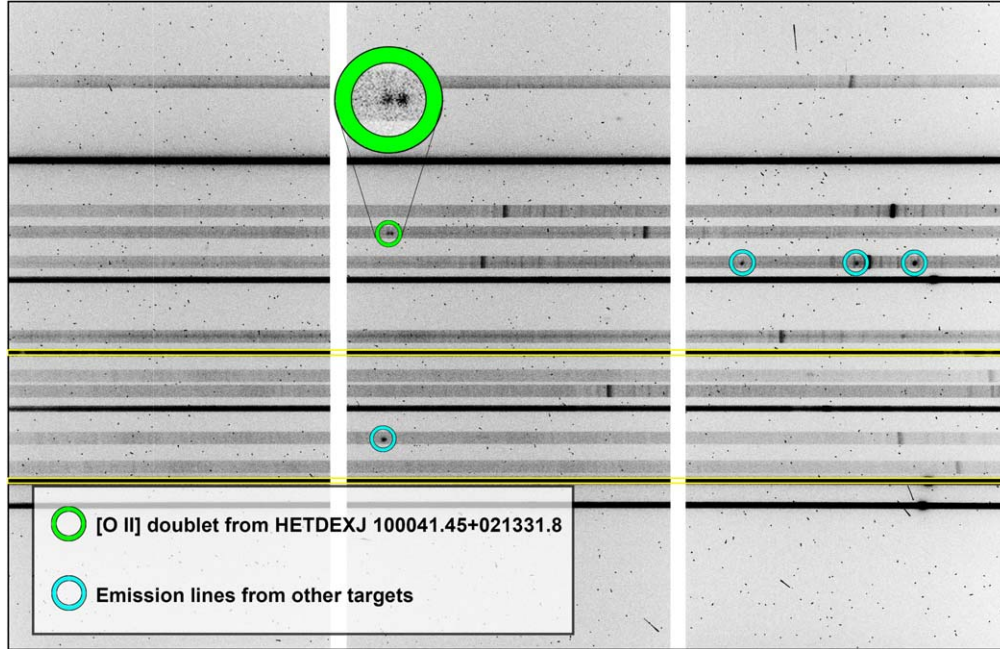 [O II] doublet from HETDEXJ 100041.45+021331.8
Emission lines from other targets